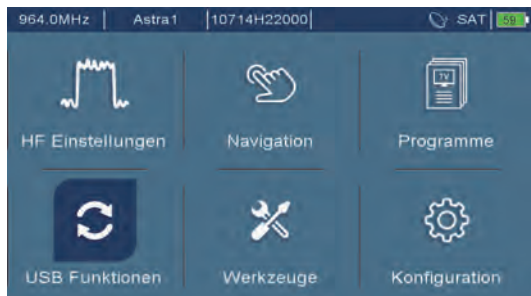 964.0MHz | Astra1 | 10714H22000 | SAT | 59
TV
HF Einstellungen Navigation Programme
USB Funktionen Werkzeuge Konfiguration